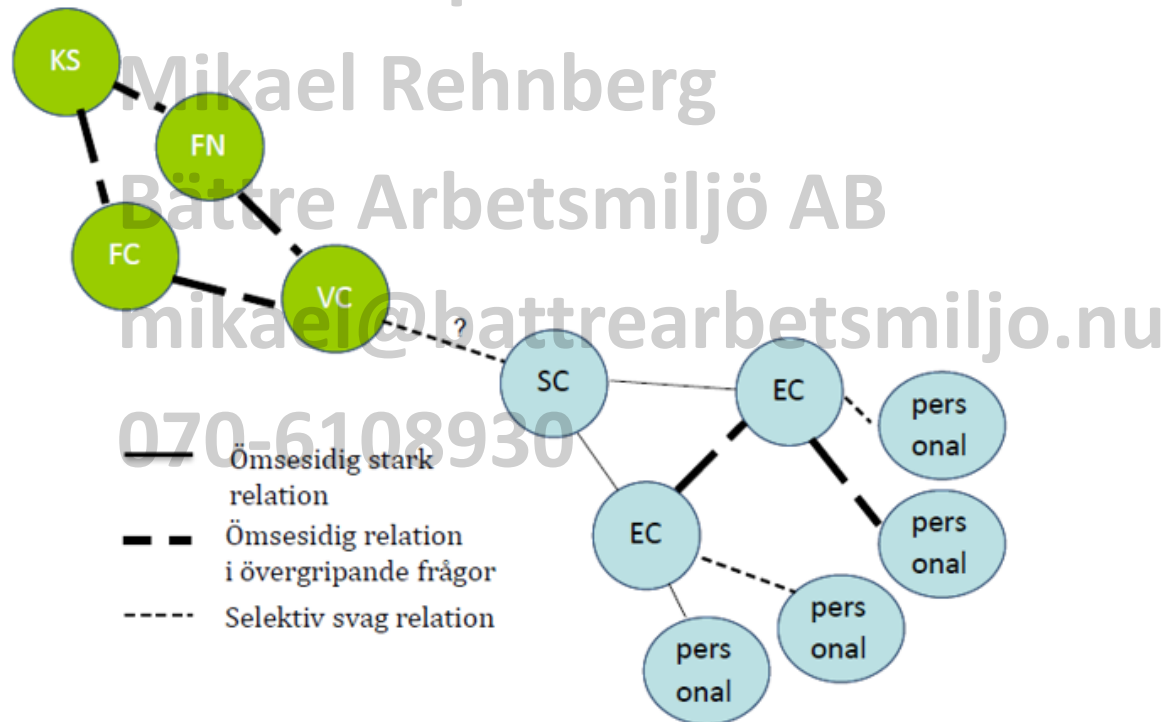 KS
Mikael Rehnberg
FN
Bättre Arbetsmiljö AB
FC
VC
mikael@battrearbetsmiljo.nu
?
SC
EC
pers
onal
070-6108930
Ömsesidig stark
relation
pers
onal
EC
Ömsesidig relation
i övergripande frågor
pers
onal
Selektiv svag relation
pers
onal